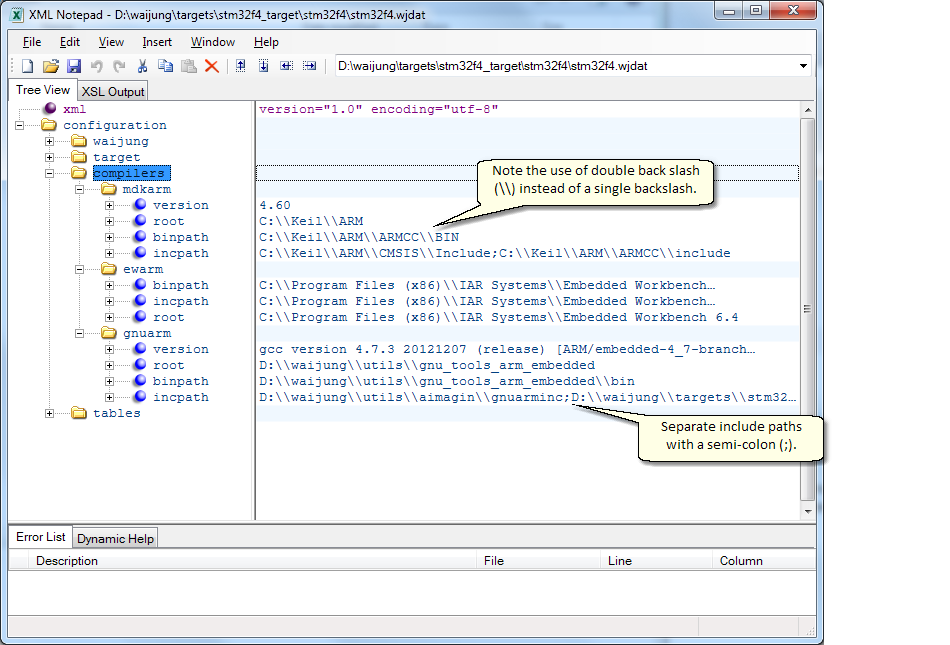 XML Notepad - D:\waijung\targets\stm32f4_target\stm32f4\stm32f4.wjdat
File Edit View Insert Window Help
D:\waijung\targets\stm32f4_target\stm32f4\stm32f4.wjdat
Tree View XSL Output
xml version="1.0" encoding="utf-8"
configuration
waijung
target
compilers
Note the use of double back slash
(\\) instead of a single backslash.
mdkarm
version 4.60
root C:\\Keil\\ARM
binpath C:\\Keil\\ARM\\ARMCC\\BIN
incpath C:\\Keil\\ARM\\CMSIS\\Include;C:\\Keil\\ARM\\ARMCC\\include
ewarm
binpath C:\\Program Files (x86)\\IAR Systems\\Embedded Workbench…
incpath C:\\Program Files (x86)\\IAR Systems\\Embedded Workbench…
root C:\\Program Files (x86)\\IAR Systems\\Embedded Workbench 6.4
gnuarm
version gcc version 4.7.3 20121207 (release) [ARM/embedded-4_7-branch…
root D:\\waijung\\utils\\gnu_tools_arm_embedded
binpath D:\\waijung\\utils\\gnu_tools_arm_embedded\\bin
incpath D:\\waijung\\utils\\aimagin\\gnuarminc;D:\\waijung\\targets\\stm32…
tables
Separate include paths
with a semi-colon (;).
Error List Dynamic Help
Description File Line Column